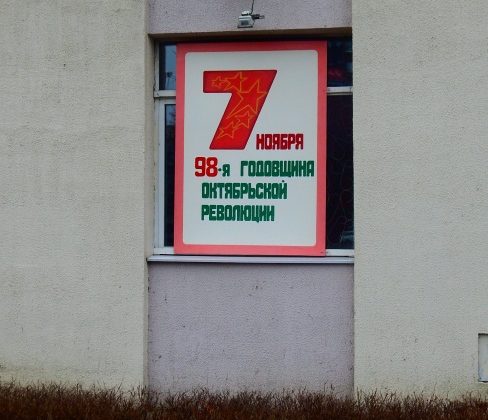 7
НОЯБРЯ
98-я ГОДОВЩИНА
ОКТЯБРЬСКОЙ
РЕВОЛЮЦИИ